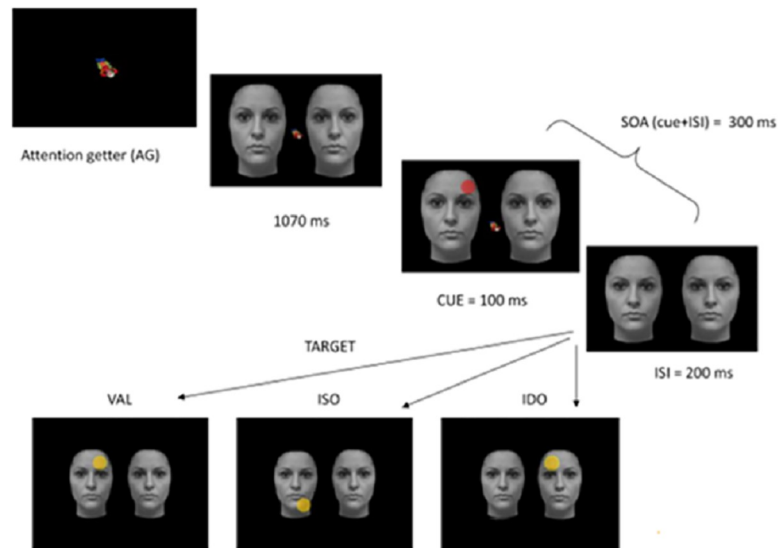 Attention getter (AG)
1070 ms
SOA (cue+ISI) = 300 ms
CUE = 100 ms
ISI = 200 ms
TARGET
VAL
ISO
IDO